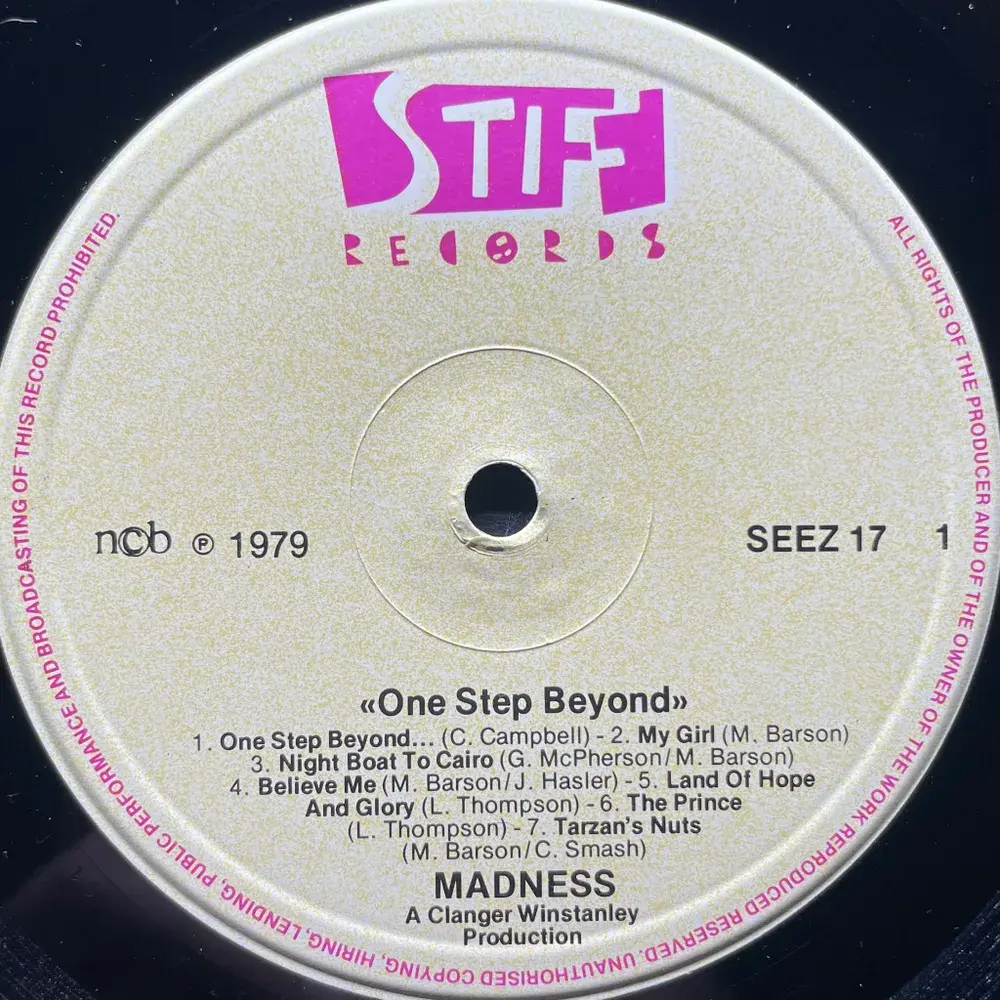 STIFF
RECORDS
ncb ℗ 1979
SEEZ 17 1
«One Step Beyond»
1. One Step Beyond... (C. Campbell) - 2. My Girl (M. Barson)
3. Night Boat To Cairo (G. McPherson/M. Barson)
4. Believe Me (M. Barson/J. Hasler) - 5. Land Of Hope
And Glory (L. Thompson) - 6. The Prince
(L. Thompson) - 7. Tarzan's Nuts
(M. Barson/C. Smash)
MADNESS
A Clanger Winstanley
Production
ALL RIGHTS OF THE PRODUCER AND OF THE OWNER OF THE WORK REPRODUCED RESERVED. UNAUTHORISED COPYING, HIRING, LENDING, PUBLIC PERFORMANCE AND BROADCASTING OF THIS RECORD PROHIBITED.